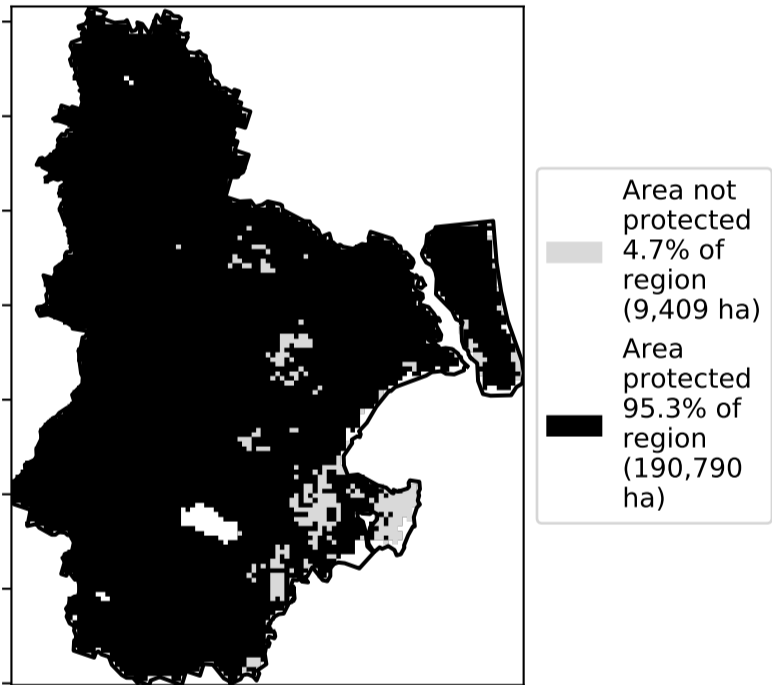 Area not
protected
4.7% of
region
(9,409 ha)
Area
protected
95.3% of
region
(190,790
ha)